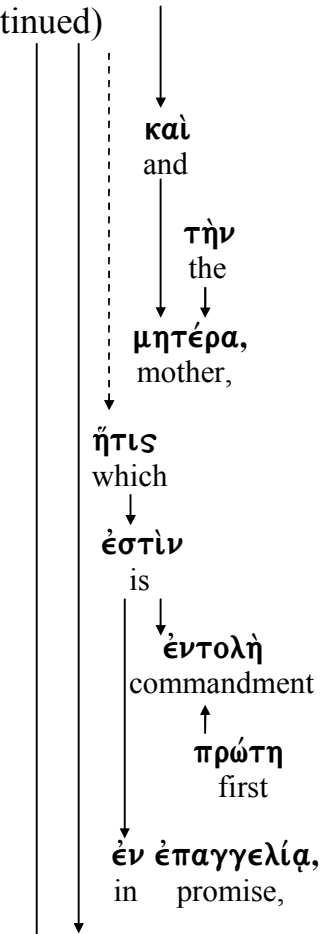 tinued)
καὶ
and
τὴν
the
μητέρα,
mother,
ἥτις
which
ἐστὶν
is
ἐντολὴ
commandment
πρώτη
first
ἐν ἐπαγγελίᾳ,
in promise,